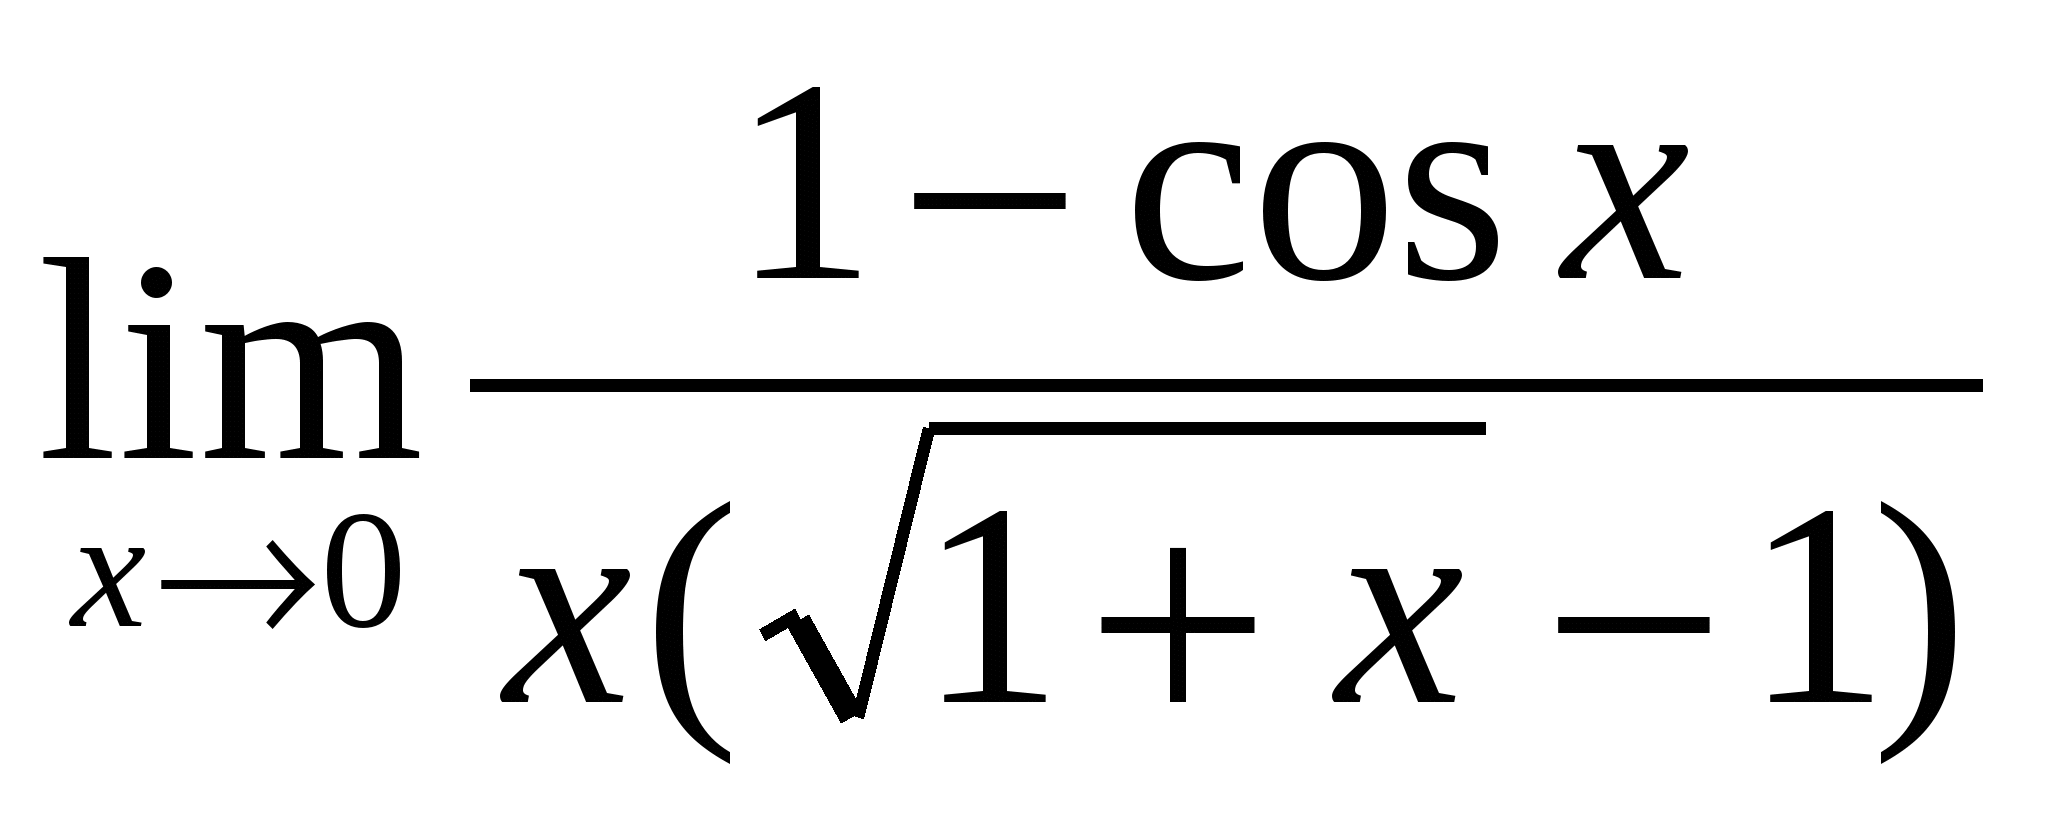 lim x→0 (1 − cos x) / (x(√(1 + x) − 1))